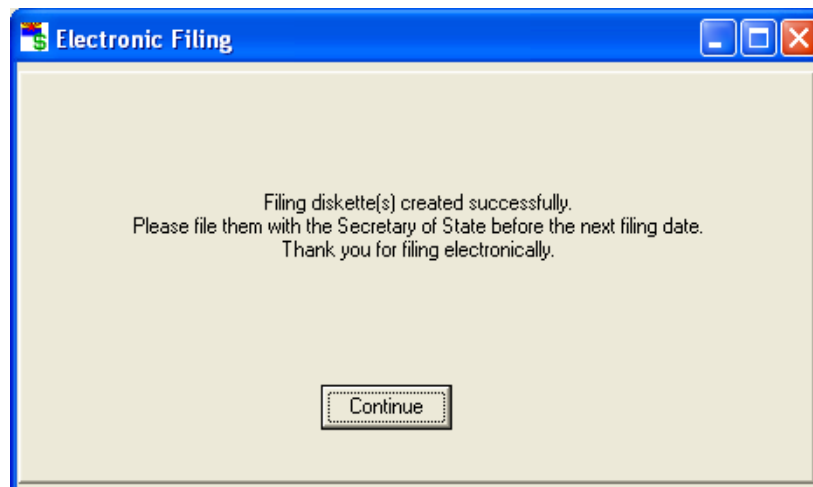 Electronic Filing
Filing diskette(s) created successfully.
Please file them with the Secretary of State before the next filing date.
Thank you for filing electronically.
Continue